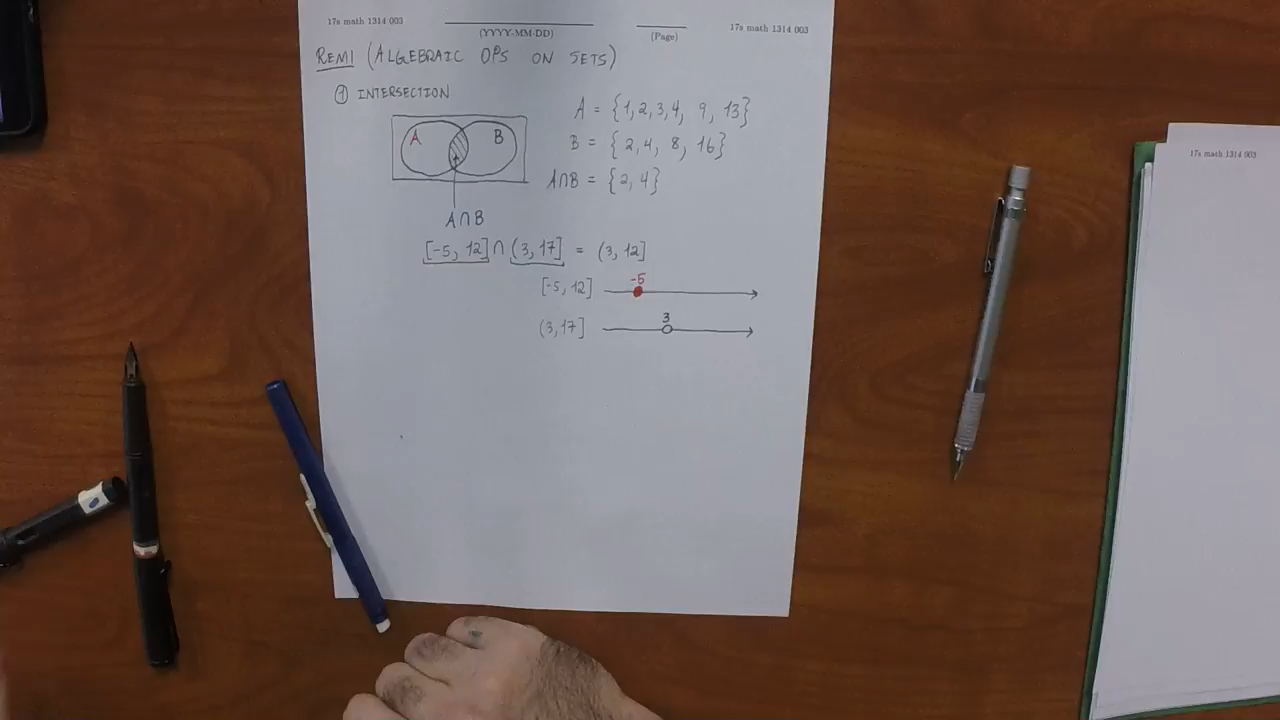 17s math 1314 003
(YYYY-MM-DD)
(Page)
17s math 1314 003
REMI (ALGEBRAIC OPS ON SETS)
① INTERSECTION
A B
A∩B
A = {1,2,3,4, 9, 13}
B = {2,4, 8, 16}
A∩B = {2,4}
[-5, 12] ∩ (3, 17] = (3, 12]
[-5, 12] -5
(3,17] 3
17s math 1314 003